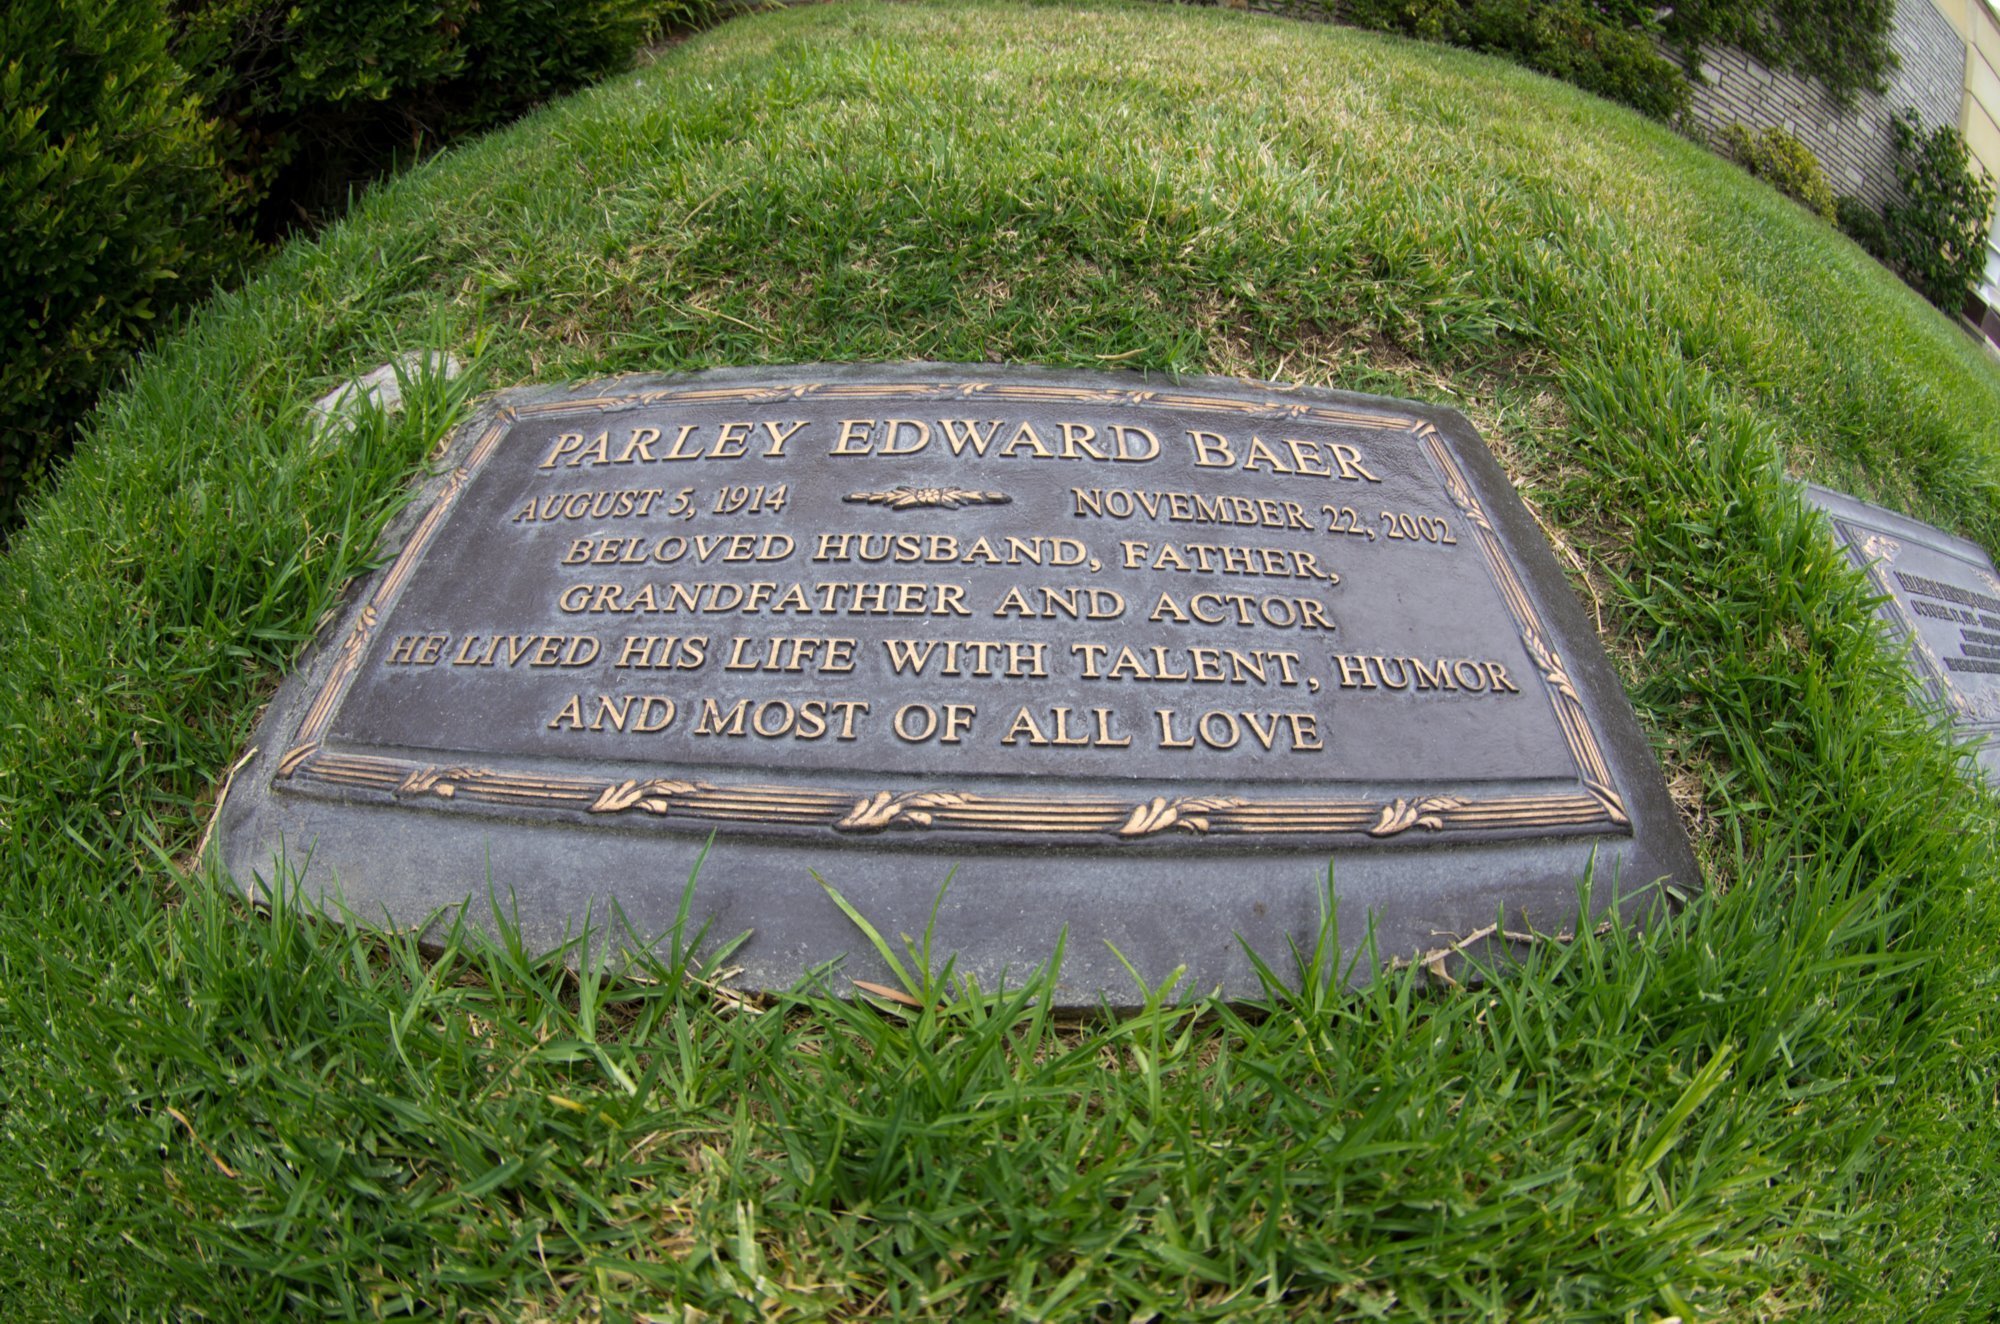 PARLEY EDWARD BAER
AUGUST 5, 1914 NOVEMBER 22, 2002
BELOVED HUSBAND, FATHER,
GRANDFATHER AND ACTOR
HE LIVED HIS LIFE WITH TALENT, HUMOR
AND MOST OF ALL LOVE